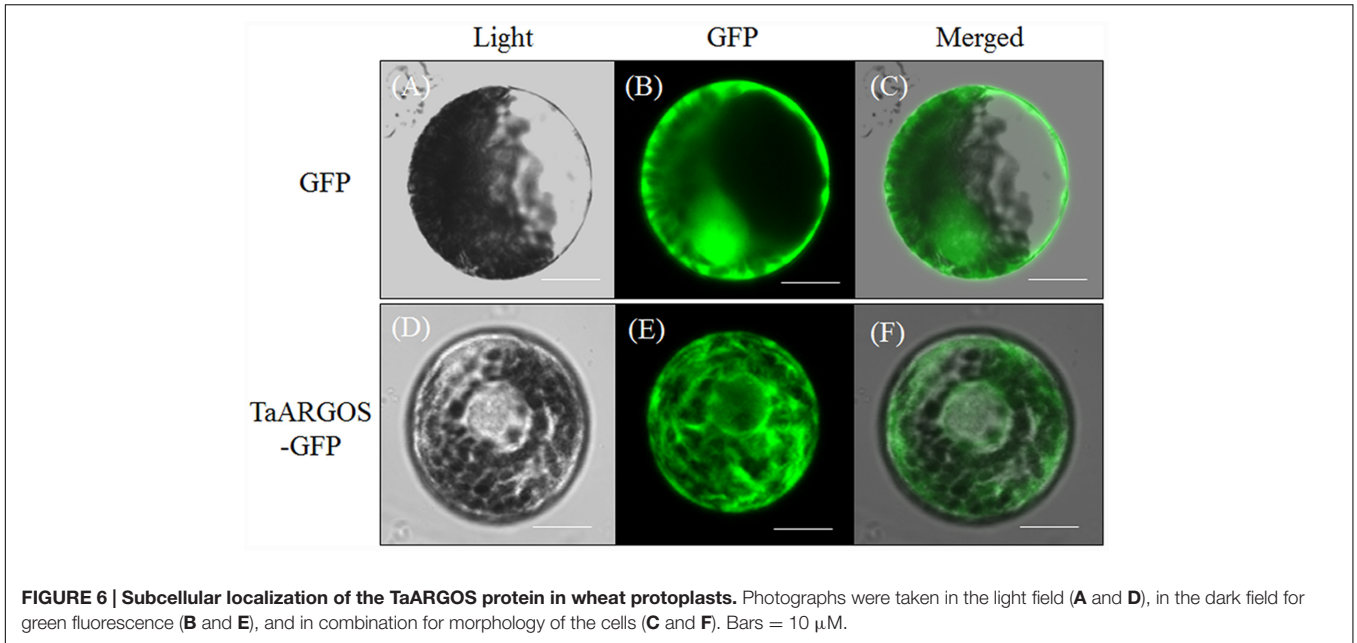 Light GFP Merged
(A) (B) (C)
GFP
(D) (E) (F)
TaARGOS
-GFP
FIGURE 6 | Subcellular localization of the TaARGOS protein in wheat protoplasts. Photographs were taken in the light field (A and D), in the dark field for
green fluorescence (B and E), and in combination for morphology of the cells (C and F). Bars = 10 μM.